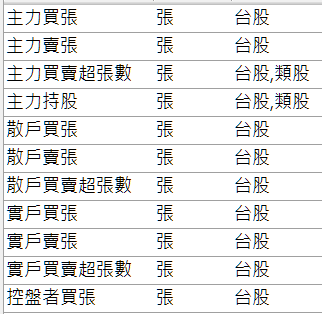 主力買張 張 台股
主力賣張 張 台股
主力買賣超張數 張 台股,類股
主力持股 張 台股,類股
散戶買張 張 台股
散戶賣張 張 台股
散戶買賣超張數 張 台股
實戶買張 張 台股
實戶賣張 張 台股
實戶買賣超張數 張 台股
控盤者買張 張 台股